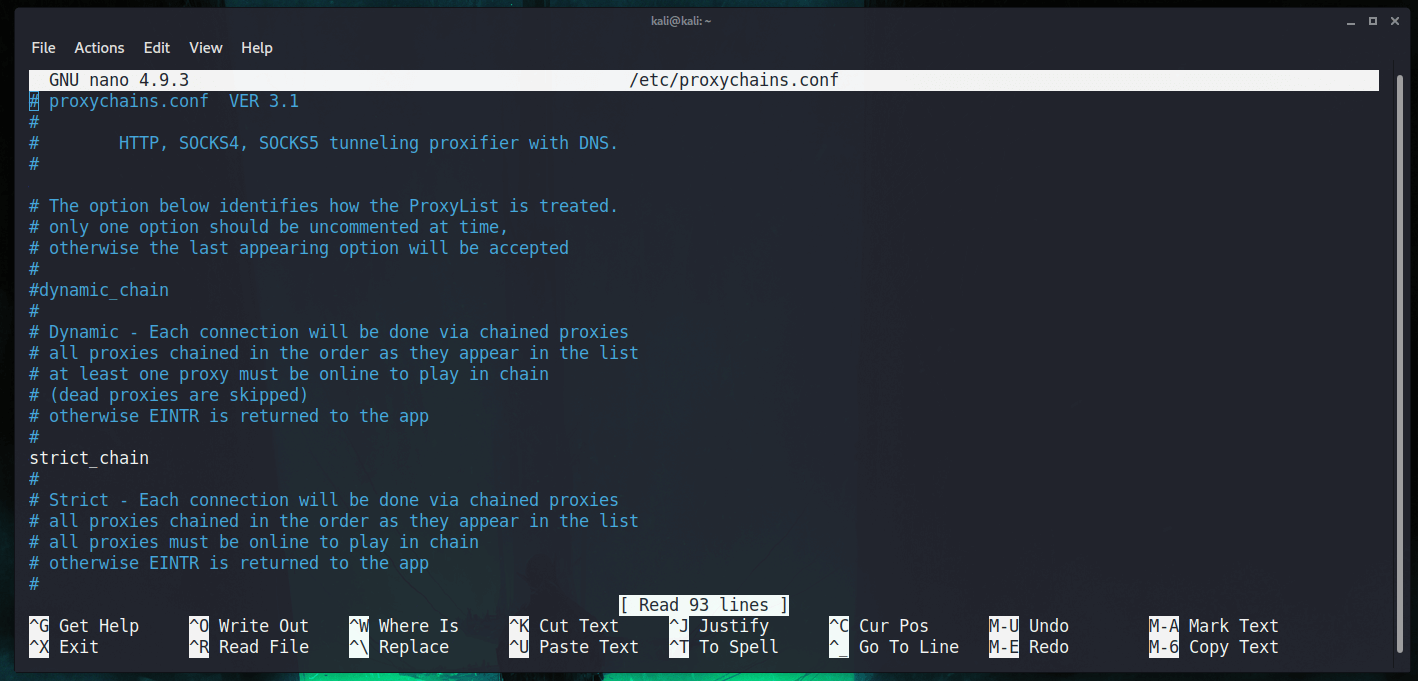 kali@kali: ~
File Actions Edit View Help
GNU nano 4.9.3 /etc/proxychains.conf
# proxychains.conf  VER 3.1
#
#        HTTP, SOCKS4, SOCKS5 tunneling proxifier with DNS.
#
# The option below identifies how the ProxyList is treated.
# only one option should be uncommented at time,
# otherwise the last appearing option will be accepted
#
#dynamic_chain
#
# Dynamic - Each connection will be done via chained proxies
# all proxies chained in the order as they appear in the list
# at least one proxy must be online to play in chain
# (dead proxies are skipped)
# otherwise EINTR is returned to the app
#
strict_chain
#
# Strict - Each connection will be done via chained proxies
# all proxies chained in the order as they appear in the list
# all proxies must be online to play in chain
# otherwise EINTR is returned to the app
#
[ Read 93 lines ]
^G Get Help ^O Write Out ^W Where Is ^K Cut Text ^J Justify ^C Cur Pos M-U Undo M-A Mark Text
^X Exit ^R Read File ^\ Replace ^U Paste Text ^T To Spell ^_ Go To Line M-E Redo M-6 Copy Text